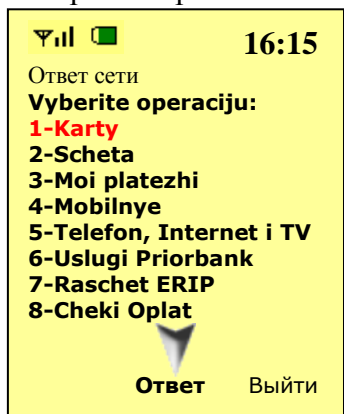 16:15
Ответ сети
Vyberite operaciju:
1-Karty
2-Scheta
3-Moi platezhi
4-Mobilnye
5-Telefon, Internet i TV
6-Uslugi Priorbank
7-Raschet ERIP
8-Cheki Oplat
Ответ Выйти